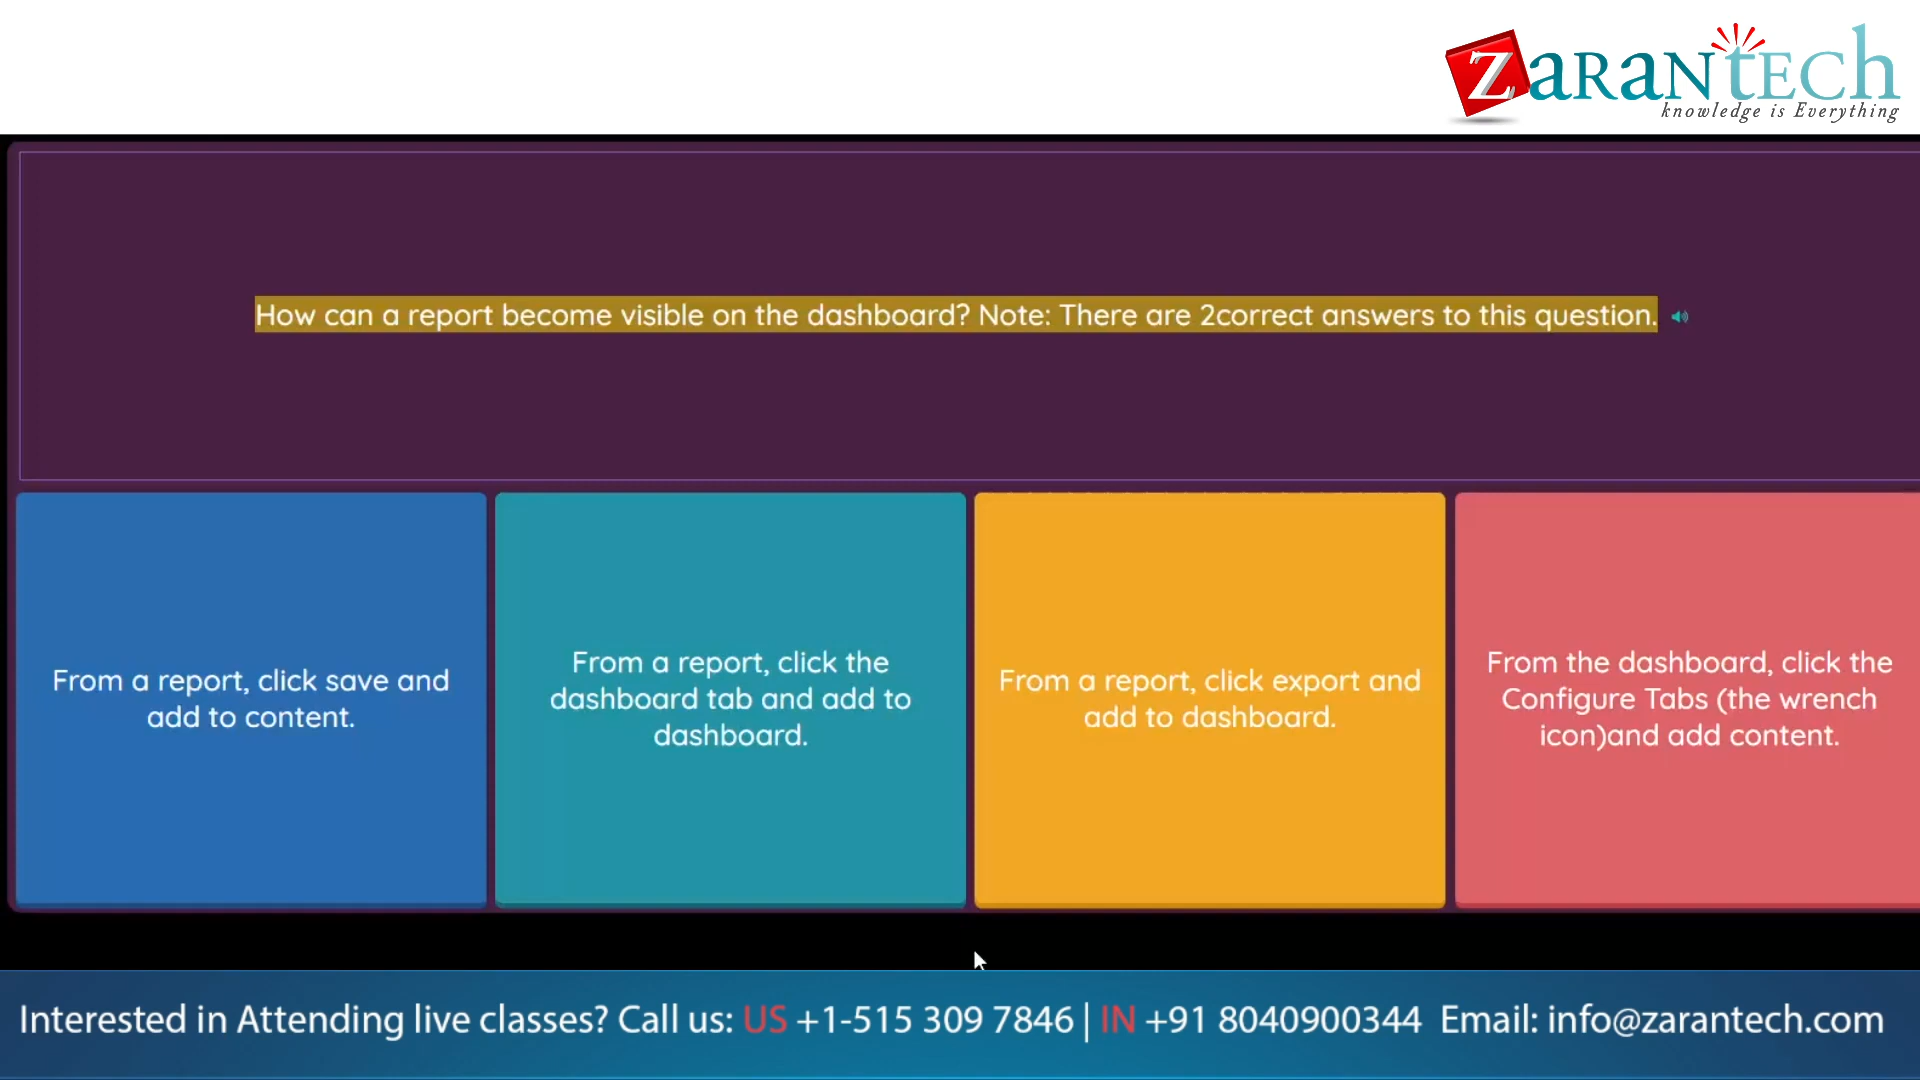 ZaranTech
knowledge is Everything
How can a report become visible on the dashboard? Note: There are 2correct answers to this question.
From a report, click save and
add to content.
From a report, click the
dashboard tab and add to
dashboard.
From a report, click export and
add to dashboard.
From the dashboard, click the
Configure Tabs (the wrench
icon)and add content.
Interested in Attending live classes? Call us: US +1-515 309 7846 | IN +91 8040900344 Email: info@zarantech.com